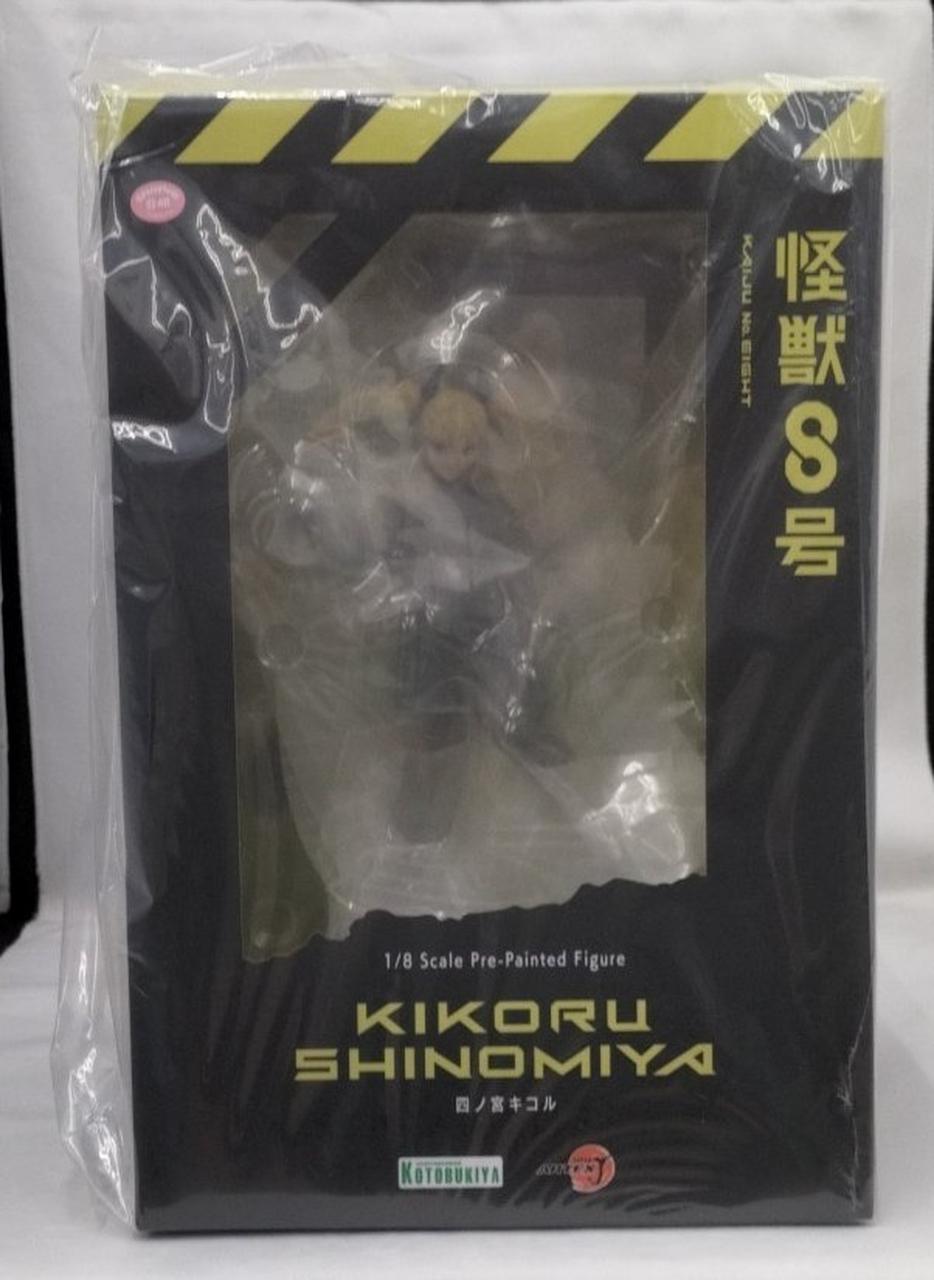 怪獣8号
KAIJU No. EIGHT
1/8 Scale Pre-Painted Figure
KIKORU
SHINOMIYA
四ノ宮キコル
KOTOBUKIYA
ARTFX J